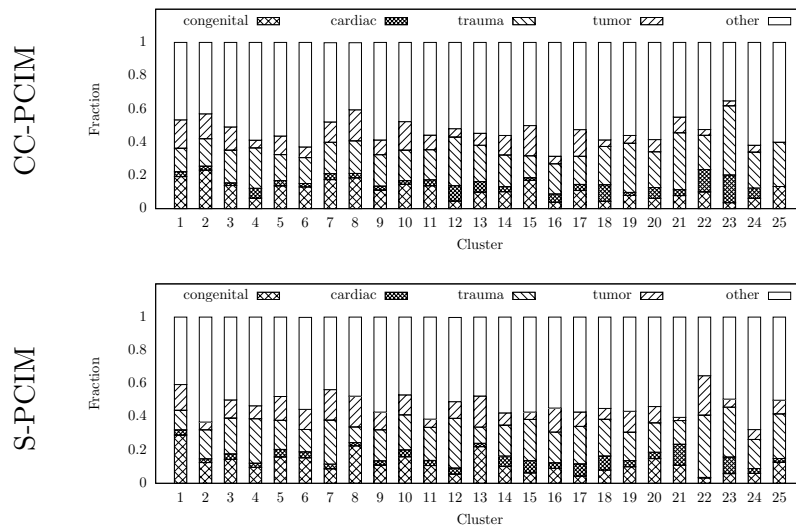 CC-PCIM
congenital cardiac trauma tumor other
Fraction
1
0.8
0.6
0.4
0.2
0
1 2 3 4 5 6 7 8 9 10 11 12 13 14 15 16 17 18 19 20 21 22 23 24 25
Cluster
S-PCIM
congenital cardiac trauma tumor other
Fraction
1
0.8
0.6
0.4
0.2
0
1 2 3 4 5 6 7 8 9 10 11 12 13 14 15 16 17 18 19 20 21 22 23 24 25
Cluster